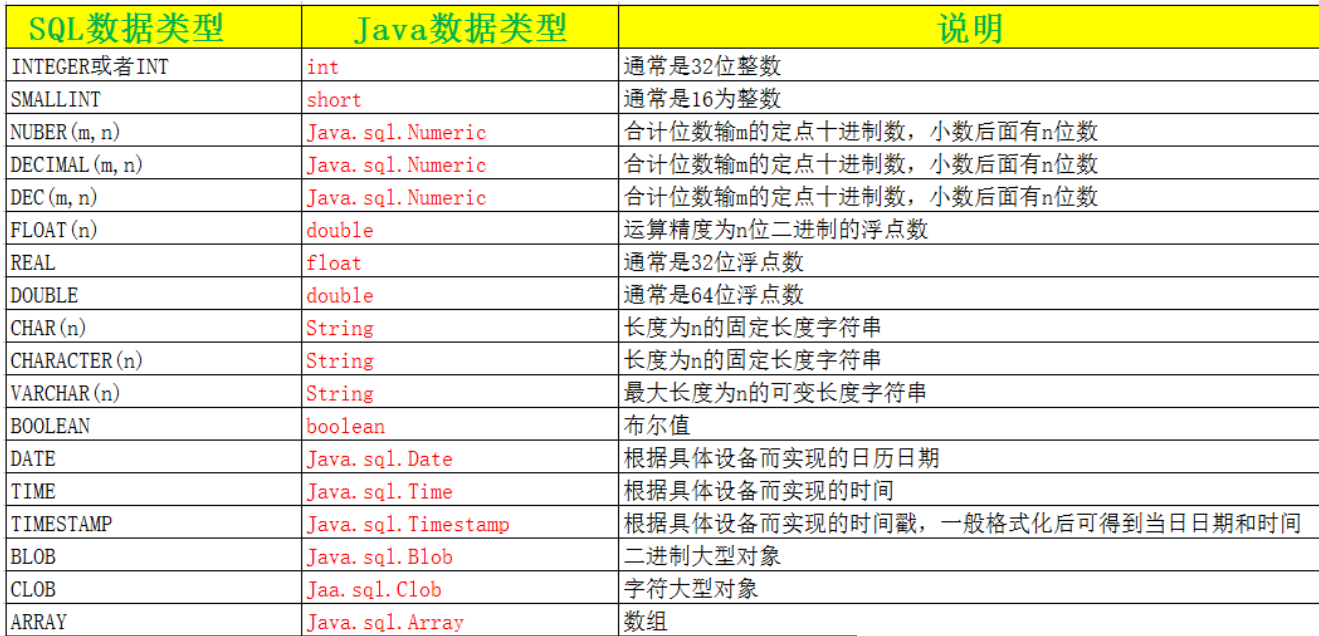 SQL数据类型 Java数据类型 说明
INTEGER或者INT int 通常是32位整数
SMALLINT short 通常是16为整数
NUBER(m,n) Java.sql.Numeric 合计位数输m的定点十进制数，小数后面有n位数
DECIMAL(m,n) Java.sql.Numeric 合计位数输m的定点十进制数，小数后面有n位数
DEC(m,n) Java.sql.Numeric 合计位数输m的定点十进制数，小数后面有n位数
FLOAT(n) double 运算精度为n位二进制的浮点数
REAL float 通常是32位浮点数
DOUBLE double 通常是64位浮点数
CHAR(n) String 长度为n的固定长度字符串
CHARACTER(n) String 长度为n的固定长度字符串
VARCHAR(n) String 最大长度为n的可变长度字符串
BOOLEAN boolean 布尔值
DATE Java.sql.Date 根据具体设备而实现的日历日期
TIME Java.sql.Time 根据具体设备而实现的时间
TIMESTAMP Java.sql.Timestamp 根据具体设备而实现的时间戳，一般格式化后可得到当日日期和时间
BLOB Java.sql.Blob 二进制大型对象
CLOB Jaa.sql.Clob 字符大型对象
ARRAY Java.sql.Array 数组